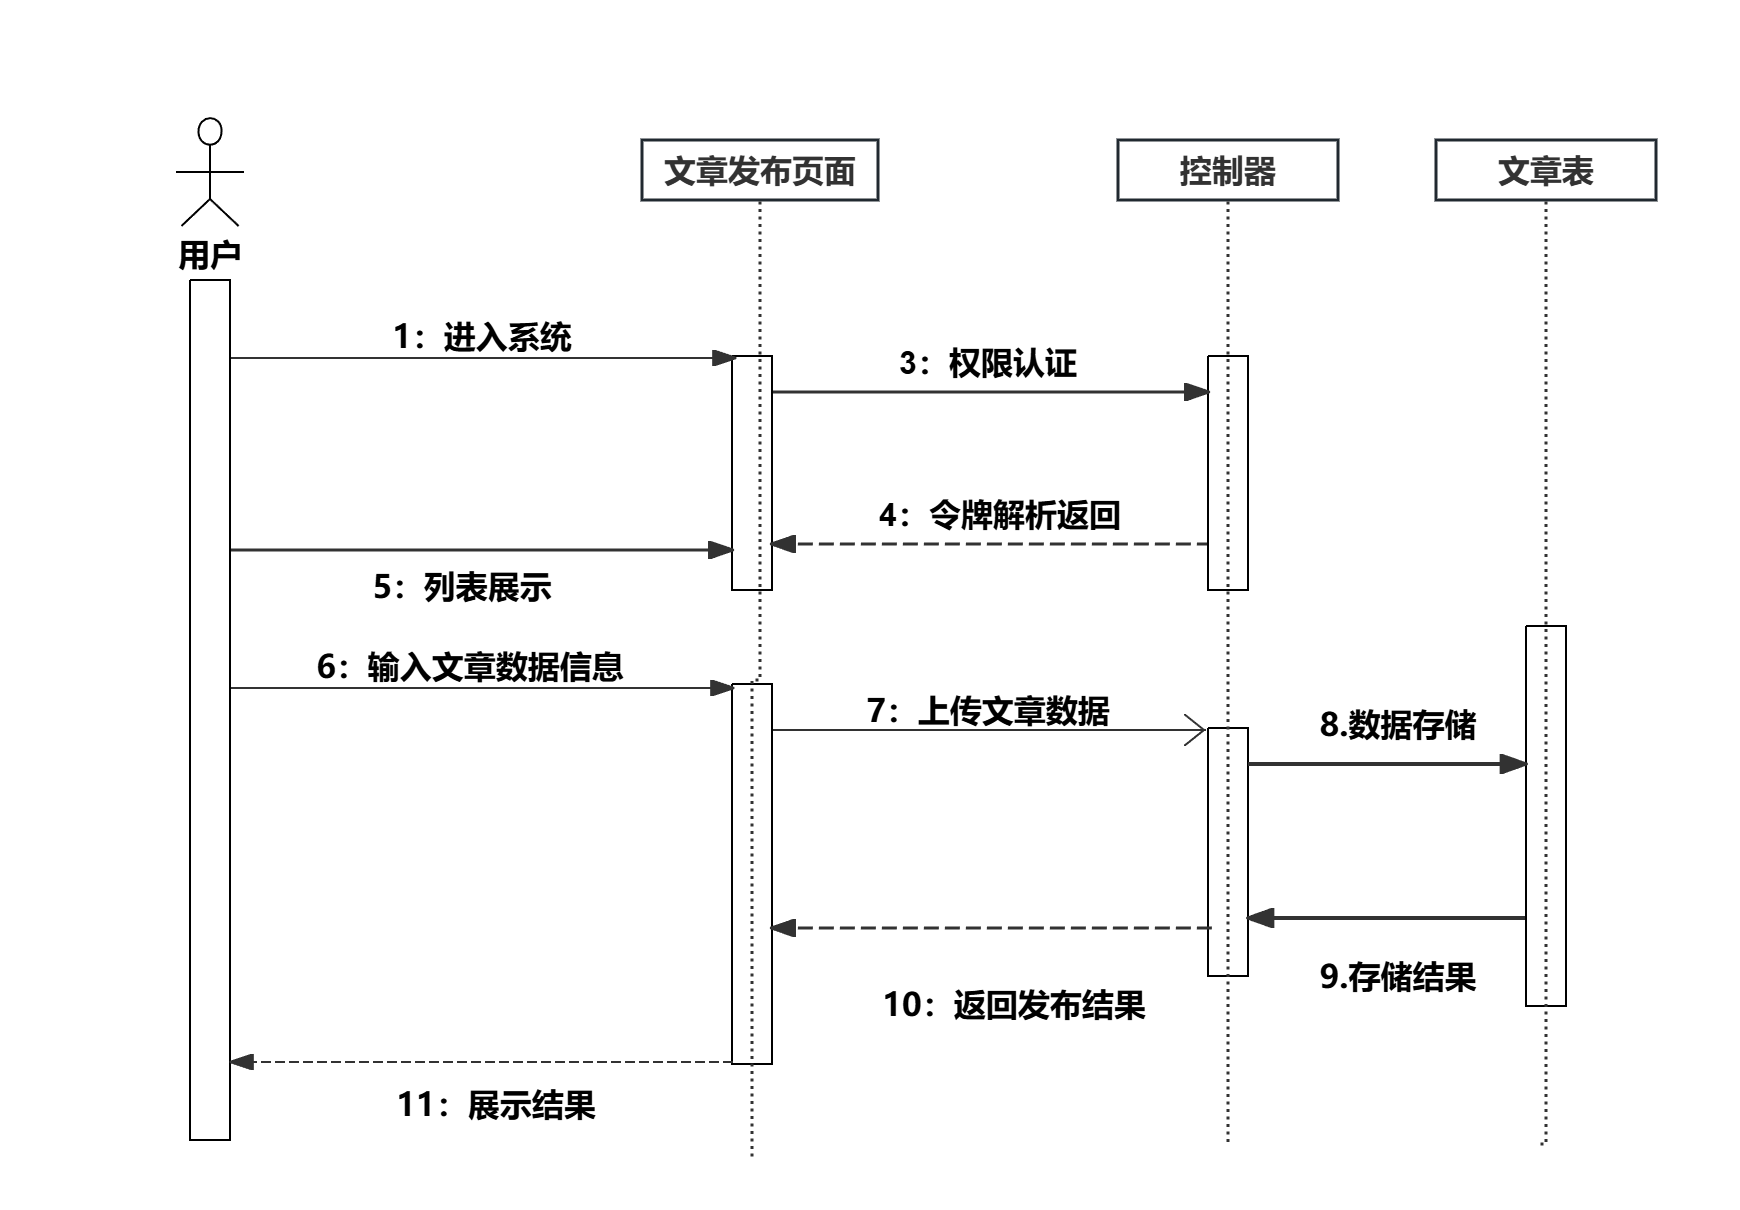 文章发布页面
控制器
文章表
用户
1：进入系统
3：权限认证
4：令牌解析返回
5：列表展示
6：输入文章数据信息
7：上传文章数据
8.数据存储
9.存储结果
10：返回发布结果
11：展示结果